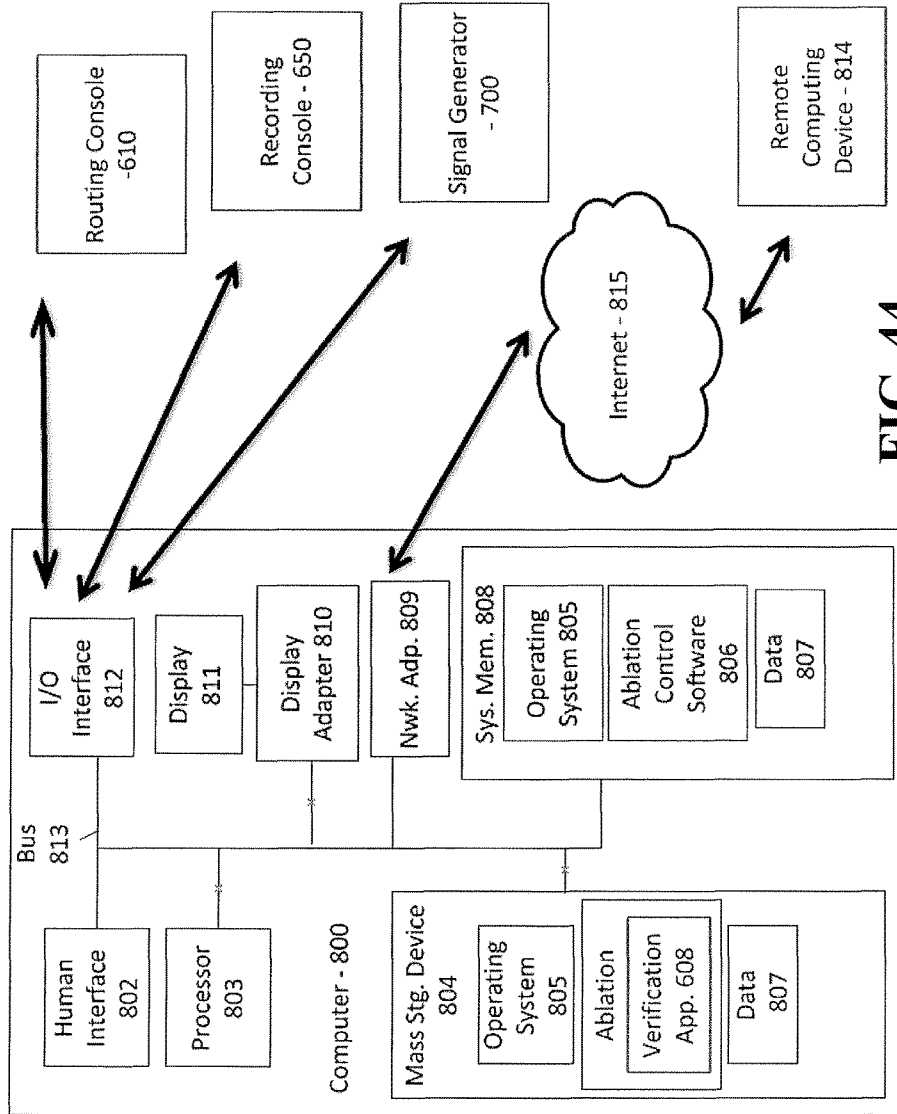 Bus
813
Human
Interface
802
Processor
803
Computer - 800
Mass Stg. Device
804
Operating
System
805
Ablation
Verification
App. 608
Data
807
I/O
Interface
812
Display
811
Display
Adapter 810
Nwk. Adp. 809
Sys. Mem. 808
Operating
System 805
Ablation
Control
Software
806
Data
807
Routing Console
-610
Recording
Console - 650
Signal Generator
- 700
Internet - 815
Remote
Computing
Device - 814
FIG. 44